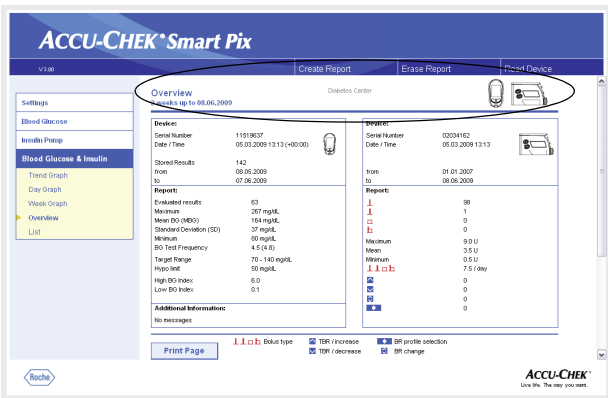 ACCU-CHEK® Smart Pix
V 3.00
Create Report
Erase Report
Read Device
Overview
2 weeks up to 08.06.2009
Diabetes Center
Settings
Blood Glucose
Insulin Pump
Blood Glucose & Insulin
Trend Graph
Day Graph
Week Graph
Overview
List
Device:
Serial Number 11519637
Date / Time 05.03.2009 13:13 (+00:00)
Stored Results 142
from 08.05.2009
to 07.06.2009
Report:
Evaluated results 63
Maximum 267 mg/dL
Mean BG (MBG) 164 mg/dL
Standard Deviation (SD) 37 mg/dL
Minimum 60 mg/dL
BG Test Frequency 4.5 (4.8)
Target Range 70 - 140 mg/dL
Hypo limit 50 mg/dL
High BG Index 6.0
Low BG Index 0.1
Additional Information:
No messages
Device:
Serial Number 02034162
Date / Time 05.03.2009 13:13
from 01.01.2007
to 08.06.2009
Report:
98
1
0
0
Maximum 9.0 U
Mean 3.5 U
Minimum 0.5 U
7.5 / day
0
0
0
0
Print Page
Bolus type
TBR / increase
BR profile selection
TBR / decrease
BR change
Roche
ACCU-CHEK®
Live life. The way you want.